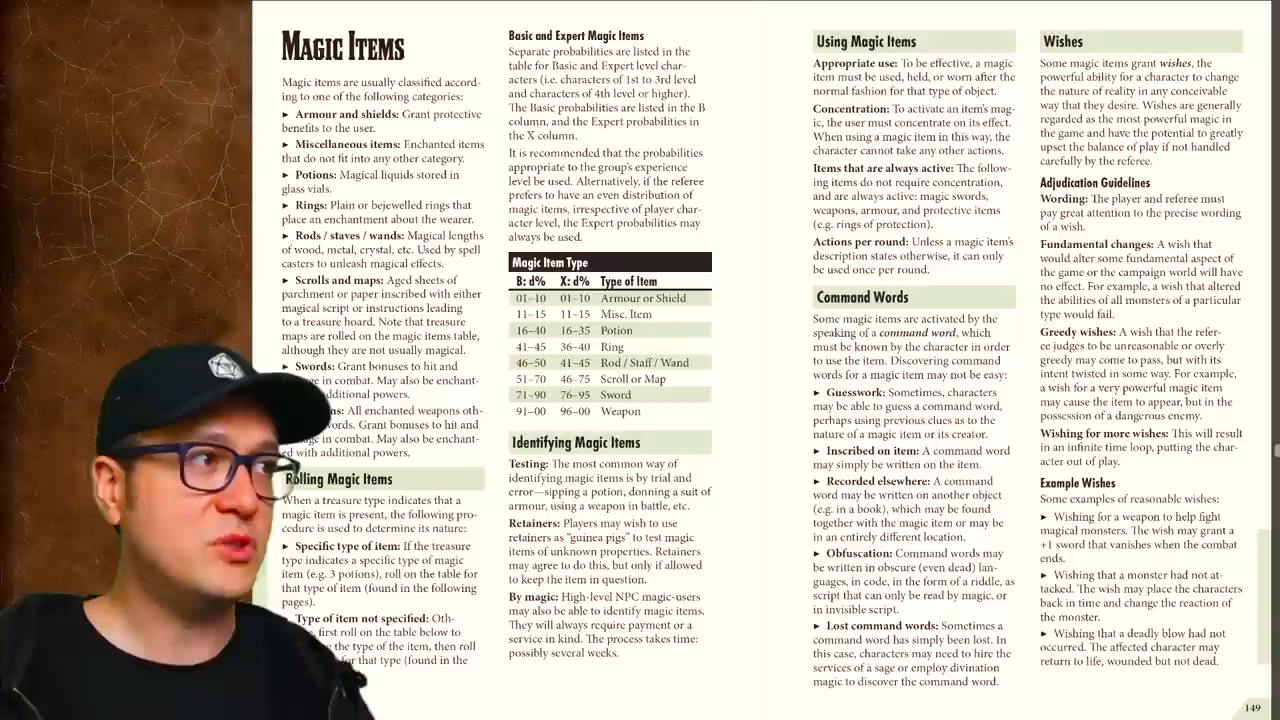 Magic Items
Magic items are usually classified accord-
ing to one of the following categories:
► Armour and shields: Grant protective
benefits to the user.
► Miscellaneous items: Enchanted items
that do not fit into any other category.
► Potions: Magical liquids stored in
glass vials.
► Rings: Plain or bejewelled rings that
place an enchantment about the wearer.
► Rods / staves / wands: Magical lengths
of wood, metal, crystal, etc. Used by spell
casters to unleash magical effects.
► Scrolls and maps: Aged sheets of
parchment or paper inscribed with either
magical script or instructions leading
to a treasure hoard. Note that treasure
maps are rolled on the magic items table,
although they are not usually magical.
► Swords: Grant bonuses to hit and
in combat. May also be enchant-
additional powers.
All enchanted weapons oth-
Grant bonuses to hit and
in combat. May also be enchant-
ed with additional powers.
Rolling Magic Items
When a treasure type indicates that a
magic item is present, the following pro-
cedure is used to determine its nature:
► Specific type of item: If the treasure
type indicates a specific type of magic
item (e.g. 3 potions), roll on the table for
that type of item (found in the following
pages).
► Type of item not specified: Oth-
first roll on the table below to
the type of the item, then roll
for that type (found in the
Basic and Expert Magic Items
Separate probabilities are listed in the
table for Basic and Expert level char-
acters (i.e. characters of 1st to 3rd level
and characters of 4th level or higher).
The Basic probabilities are listed in the B
column, and the Expert probabilities in
the X column.
It is recommended that the probabilities
appropriate to the group's experience
level be used. Alternatively, if the referee
prefers to have an even distribution of
magic items, irrespective of player char-
acter level, the Expert probabilities may
always be used.
Magic Item Type
B: d% X: d% Type of Item
01–10 01–10 Armour or Shield
11–15 11–15 Misc. Item
16–40 16–35 Potion
41–45 36–40 Ring
46–50 41–45 Rod / Staff / Wand
51–70 46–75 Scroll or Map
71–90 76–95 Sword
91–00 96–00 Weapon
Identifying Magic Items
Testing: The most common way of
identifying magic items is by trial and
error—sipping a potion, donning a suit of
armour, using a weapon in battle, etc.
Retainers: Players may wish to use
retainers as “guinea pigs” to test magic
items of unknown properties. Retainers
may agree to do this, but only if allowed
to keep the item in question.
By magic: High-level NPC magic-users
may also be able to identify magic items.
They will always require payment or a
service in kind. The process takes time:
possibly several weeks.
Using Magic Items
Appropriate use: To be effective, a magic
item must be used, held, or worn after the
normal fashion for that type of object.
Concentration: To activate an item's mag-
ic, the user must concentrate on its effect.
When using a magic item in this way, the
character cannot take any other actions.
Items that are always active: The follow-
ing items do not require concentration,
and are always active: magic swords,
weapons, armour, and protective items
(e.g. rings of protection).
Actions per round: Unless a magic item's
description states otherwise, it can only
be used once per round.
Command Words
Some magic items are activated by the
speaking of a command word, which
must be known by the character in order
to use the item. Discovering command
words for a magic item may not be easy:
► Guesswork: Sometimes, characters
may be able to guess a command word,
perhaps using previous clues as to the
nature of a magic item or its creator.
► Inscribed on item: A command word
may simply be written on the item.
► Recorded elsewhere: A command
word may be written on another object
(e.g. in a book), which may be found
together with the magic item or may be
in an entirely different location.
► Obfuscation: Command words may
be written in obscure (even dead) lan-
guages, in code, in the form of a riddle, as
script that can only be read by magic, or
in invisible script.
► Lost command words: Sometimes a
command word has simply been lost. In
this case, characters may need to hire the
services of a sage or employ divination
magic to discover the command word.
Wishes
Some magic items grant wishes, the
powerful ability for a character to change
the nature of reality in any conceivable
way that they desire. Wishes are generally
regarded as the most powerful magic in
the game and have the potential to greatly
upset the balance of play if not handled
carefully by the referee.
Adjudication Guidelines
Wording: The player and referee must
pay great attention to the precise wording
of a wish.
Fundamental changes: A wish that
would alter some fundamental aspect of
the game or the campaign world will have
no effect. For example, a wish that altered
the abilities of all monsters of a particular
type would fail.
Greedy wishes: A wish that the refer-
ee judges to be unreasonable or overly
greedy may come to pass, but with its
intent twisted in some way. For example,
a wish for a very powerful magic item
may cause the item to appear, but in the
possession of a dangerous enemy.
Wishing for more wishes: This will result
in an infinite time loop, putting the char-
acter out of play.
Example Wishes
Some examples of reasonable wishes:
► Wishing for a weapon to help fight
magical monsters. The wish may grant a
+1 sword that vanishes when the combat
ends.
► Wishing that a monster had not at-
tacked. The wish may place the characters
back in time and change the reaction of
the monster.
► Wishing that a deadly blow had not
occurred. The affected character may
return to life, wounded but not dead.
149